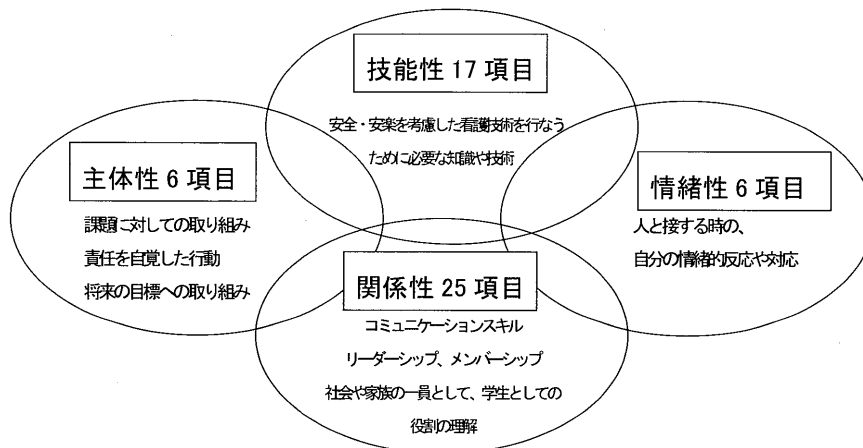 技能性 17 項目
安全・安楽を考慮した看護技術を行なう
ために必要な知識や技術
主体性 6 項目
課題に対しての取り組み
責任を自覚した行動
将来の目標への取り組み
情緒性 6 項目
人と接する時の、
自分の情緒的反応や対応
関係性 25 項目
コミュニケーションスキル
リーダーシップ、メンバーシップ
社会や家族の一員として、学生としての
役割の理解